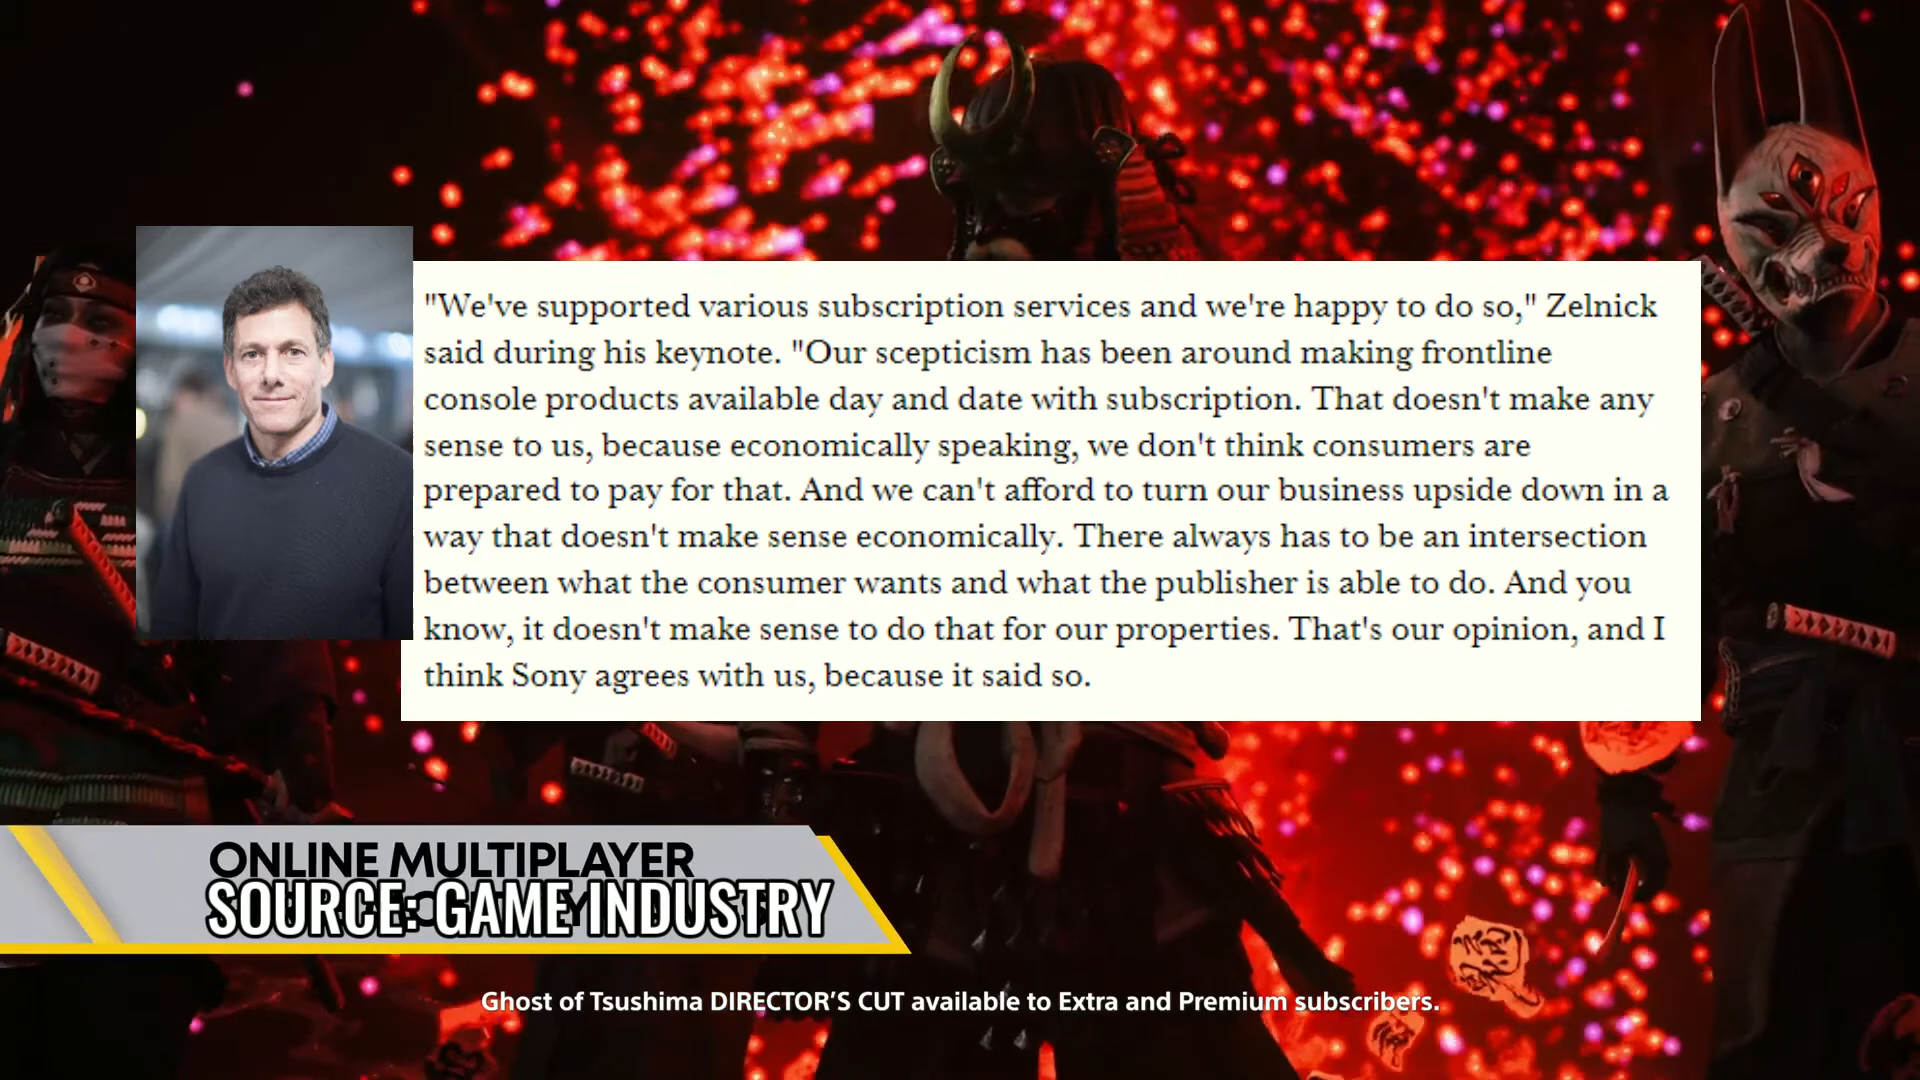 "We've supported various subscription services and we're happy to do so," Zelnick
said during his keynote. "Our scepticism has been around making frontline
console products available day and date with subscription. That doesn't make any
sense to us, because economically speaking, we don't think consumers are
prepared to pay for that. And we can't afford to turn our business upside down in a
way that doesn't make sense economically. There always has to be an intersection
between what the consumer wants and what the publisher is able to do. And you
know, it doesn't make sense to do that for our properties. That's our opinion, and I
think Sony agrees with us, because it said so.
ONLINE MULTIPLAYER
SOURCE: GAME INDUSTRY
Ghost of Tsushima DIRECTOR'S CUT available to Extra and Premium subscribers.